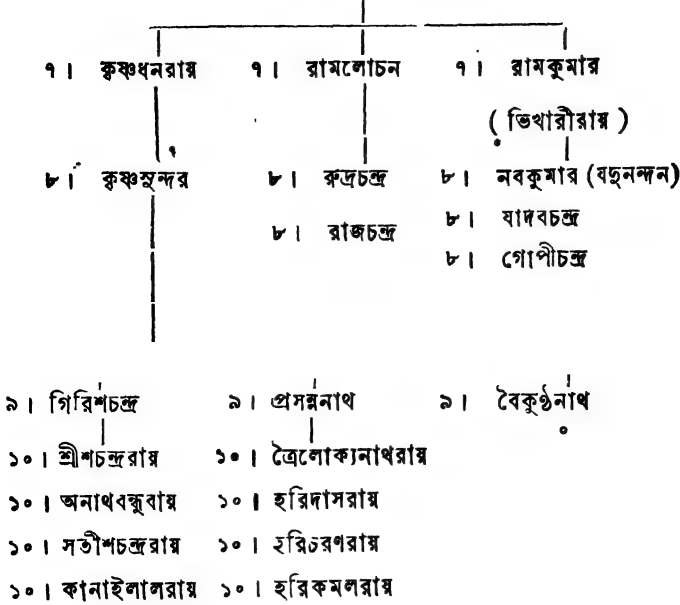 ৭। কৃষ্ণধনরায় ৭। রামলোচন ৭। রামকুমার
( ভিখারীরায় )
৮। কৃষ্ণসুন্দর ৮। রুদ্রচন্দ্র ৮। নবকুমার (যদুনন্দন)
৮। রাজচন্দ্র ৮। যাদবচন্দ্র
৮। গোপীচন্দ্র
৯। গিরিশচন্দ্র ৯। প্রসন্ননাথ ৯। বৈকুণ্ঠনাথ
১০। শ্রীশচন্দ্ররায় ১০। ত্রৈলোক্যনাথরায়
১০। অনাথবন্ধুবায় ১০। হরিদাসরায়
১০। সতীশচন্দ্ররায় ১০। হরিচরণরায়
১০। কানাইলালরায় ১০। হরিকমলরায়